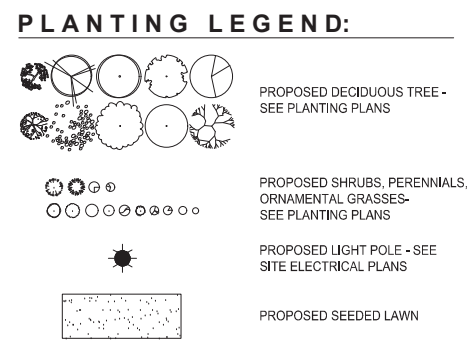 PLANTING LEGEND:
PROPOSED DECIDUOUS TREE -
SEE PLANTING PLANS
PROPOSED SHRUBS, PERENNIALS,
ORNAMENTAL GRASSES-
SEE PLANTING PLANS
PROPOSED LIGHT POLE - SEE
SITE ELECTRICAL PLANS
PROPOSED SEEDED LAWN